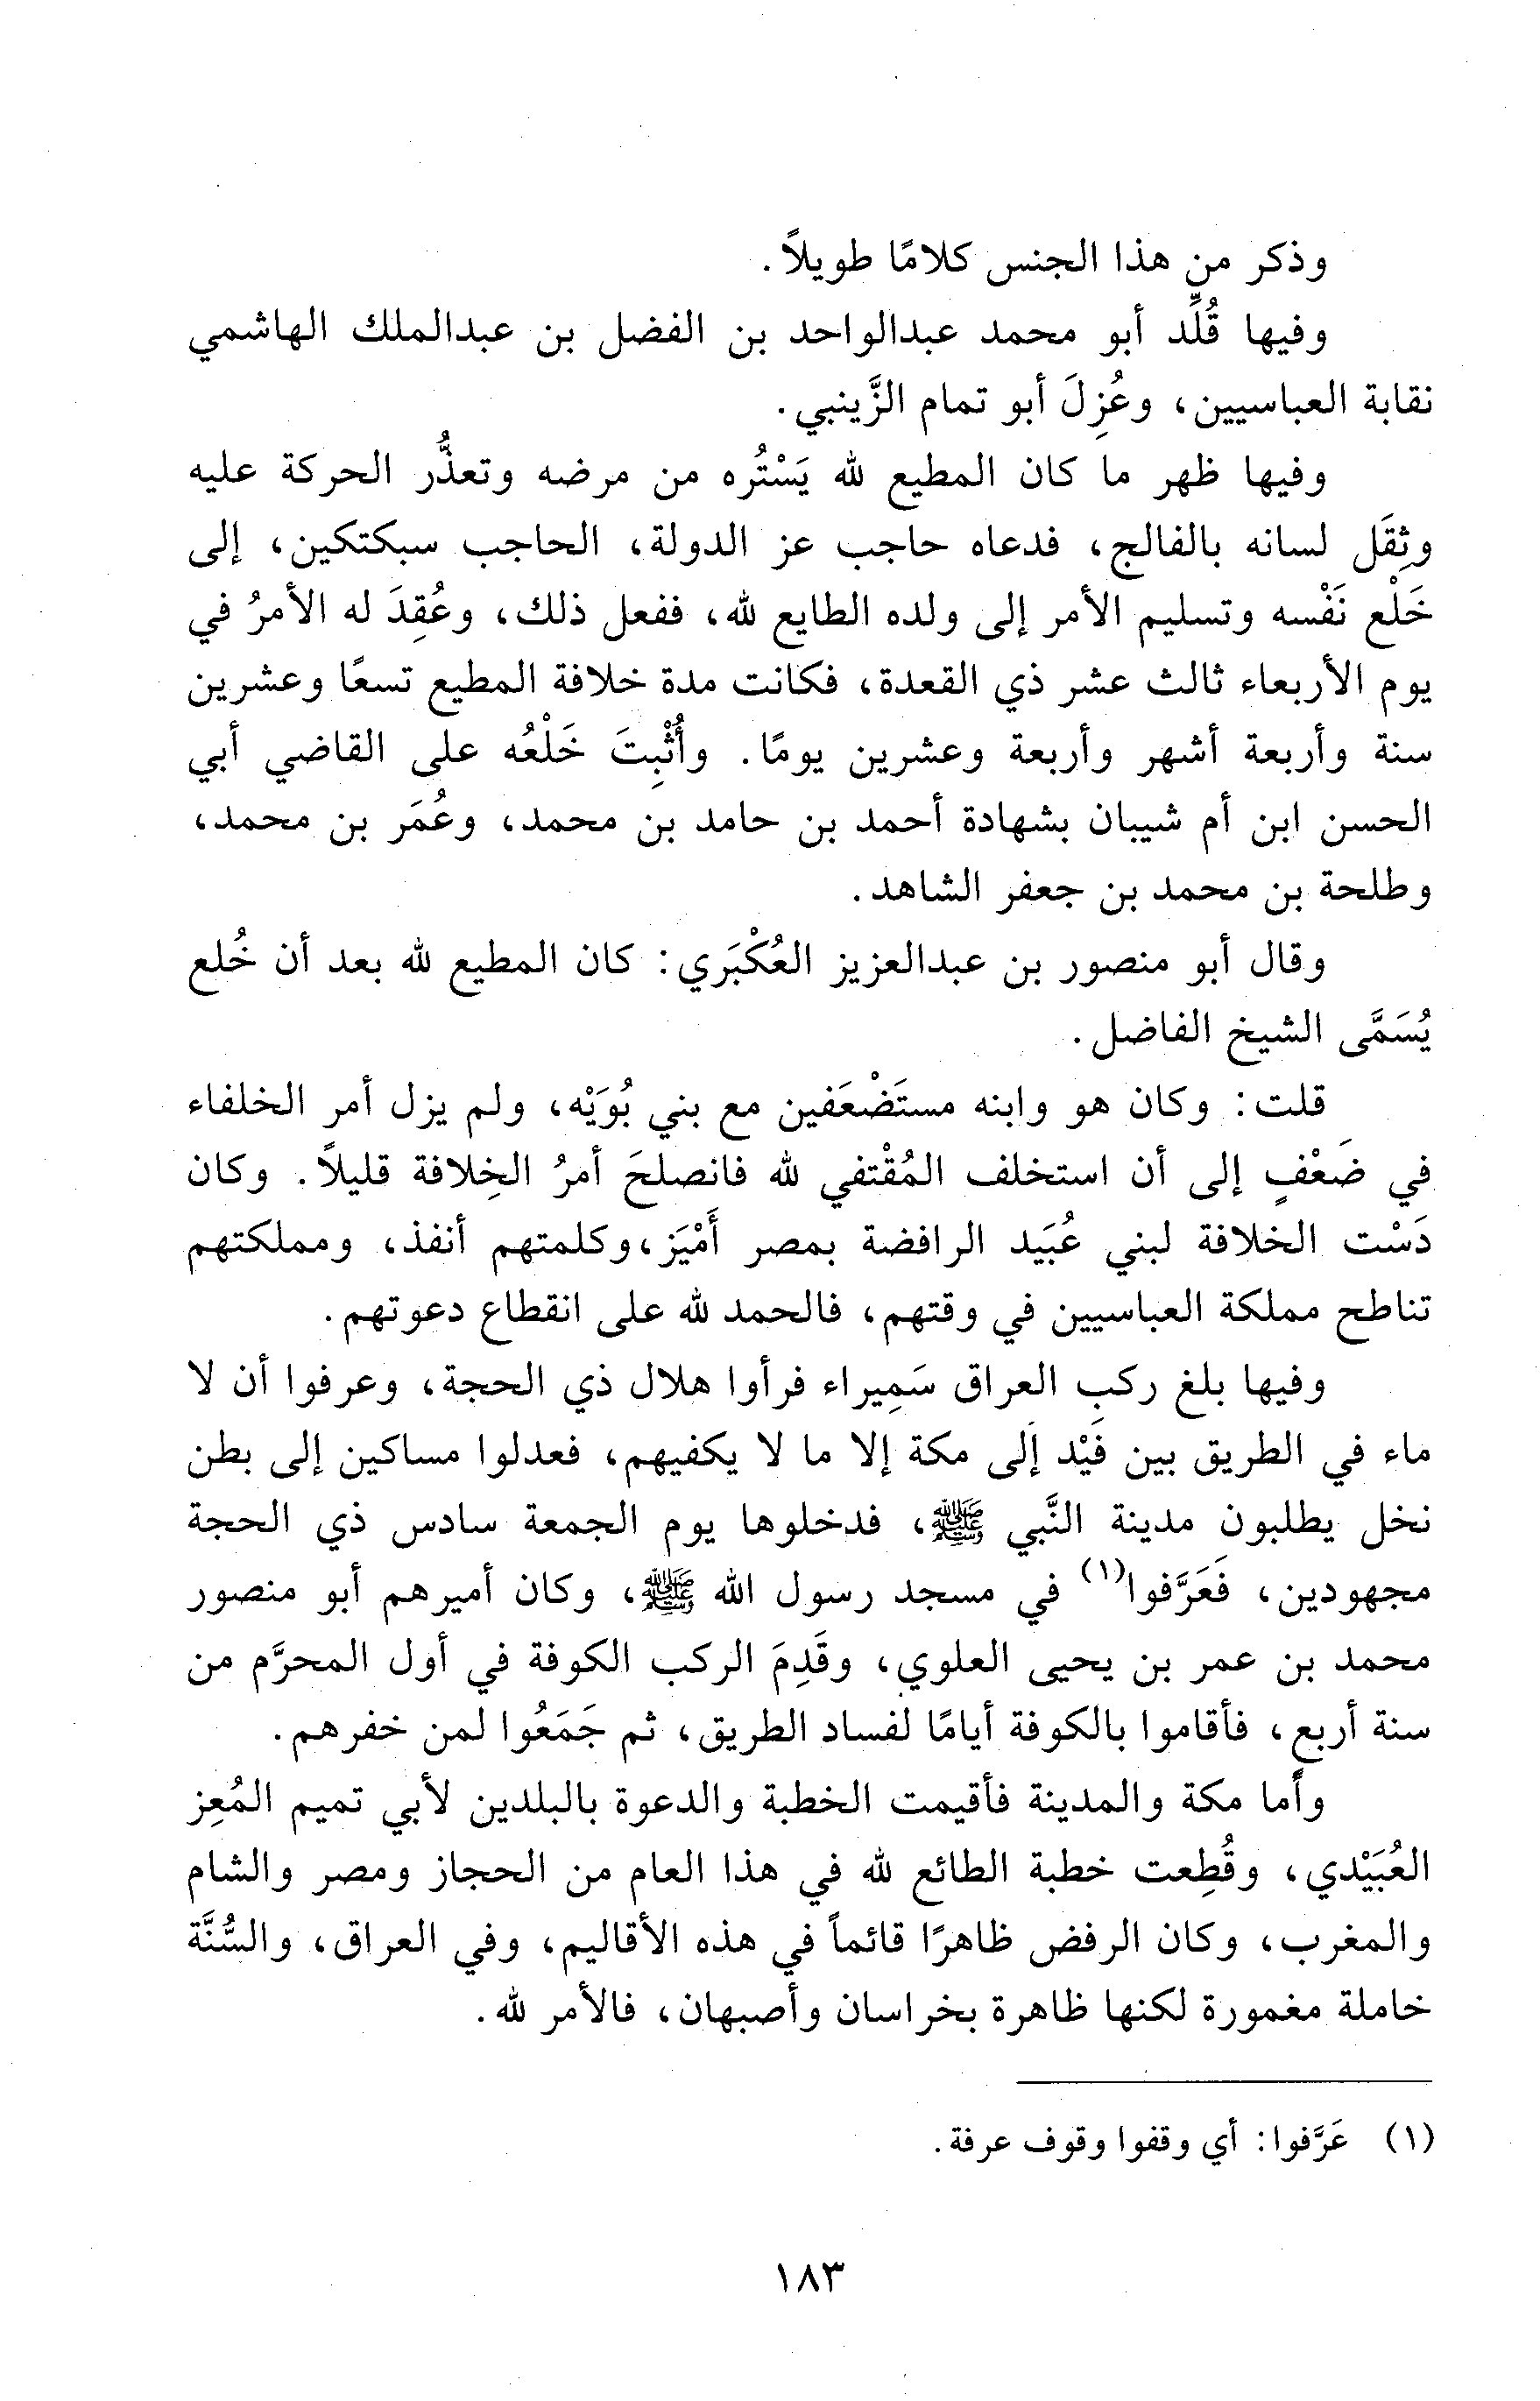 وذكر من هذا الجنس كلامًا طويلاً.
وفيها قُلِّد أبو محمد عبدالواحد بن الفضل بن عبدالملك الهاشمي
نقابة العباسيين، وعُزِلَ أبو تمام الزَّينبي.
وفيها ظهر ما كان المطيع لله يَسْتُره من مرضه وتعذُّر الحركة عليه
وثِقَل لسانه بالفالج، فدعاه حاجب عز الدولة، الحاجب سبكتكين، إلى
خَلْع نَفْسه وتسليم الأمر إلى ولده الطايع لله، ففعل ذلك، وعُقِدَ له الأمرُ في
يوم الأربعاء ثالث عشر ذي القعدة، فكانت مدة خلافة المطيع تسعًا وعشرين
سنة وأربعة أشهر وأربعة وعشرين يومًا. وأُثْبِتَ خَلْعُه على القاضي أبي
الحسن ابن أم شيبان بشهادة أحمد بن حامد بن محمد، وعُمَر بن محمد،
وطلحة بن محمد بن جعفر الشاهد.
وقال أبو منصور بن عبدالعزيز العُكْبَري: كان المطيع لله بعد أن خُلع
يُسَمَّى الشيخ الفاضل.
قلت: وكان هو وابنه مستَضْعَفين مع بني بُوَيْه، ولم يزل أمر الخلفاء
في ضَعْفٍ إلى أن استخلف المُقْتفي لله فانصلحَ أمرُ الخِلافة قليلاً. وكان
دَسْت الخلافة لبني عُبَيد الرافضة بمصر أَمْيَز،وكلمتهم أنفذ، ومملكتهم
تناطح مملكة العباسيين في وقتهم، فالحمد لله على انقطاع دعوتهم.
وفيها بلغ ركب العراق سَمِيراء فرأوا هلال ذي الحجة، وعرفوا أن لا
ماء في الطريق بين فَيْد إلى مكة إلا ما لا يكفيهم، فعدلوا مساكين إلى بطن
نخل يطلبون مدينة النَّبي ﷺ، فدخلوها يوم الجمعة سادس ذي الحجة
مجهودين، فَعَرَّفوا(١) في مسجد رسول الله ﷺ، وكان أميرهم أبو منصور
محمد بن عمر بن يحيى العلوي، وقَدِمَ الركب الكوفة في أول المحرَّم من
سنة أربع، فأقاموا بالكوفة أيامًا لفساد الطريق، ثم جَمَعُوا لمن خفرهم.
وأما مكة والمدينة فأقيمت الخطبة والدعوة بالبلدين لأبي تميم المُعِز
العُبَيْدي، وقُطِعت خطبة الطائع لله في هذا العام من الحجاز ومصر والشام
والمغرب، وكان الرفض ظاهرًا قائماً في هذه الأقاليم، وفي العراق، والسُّنَّة
خاملة مغمورة لكنها ظاهرة بخراسان وأصبهان، فالأمر لله.
(١) عَرَّفوا: أي وقفوا وقوف عرفة.
١٨٣